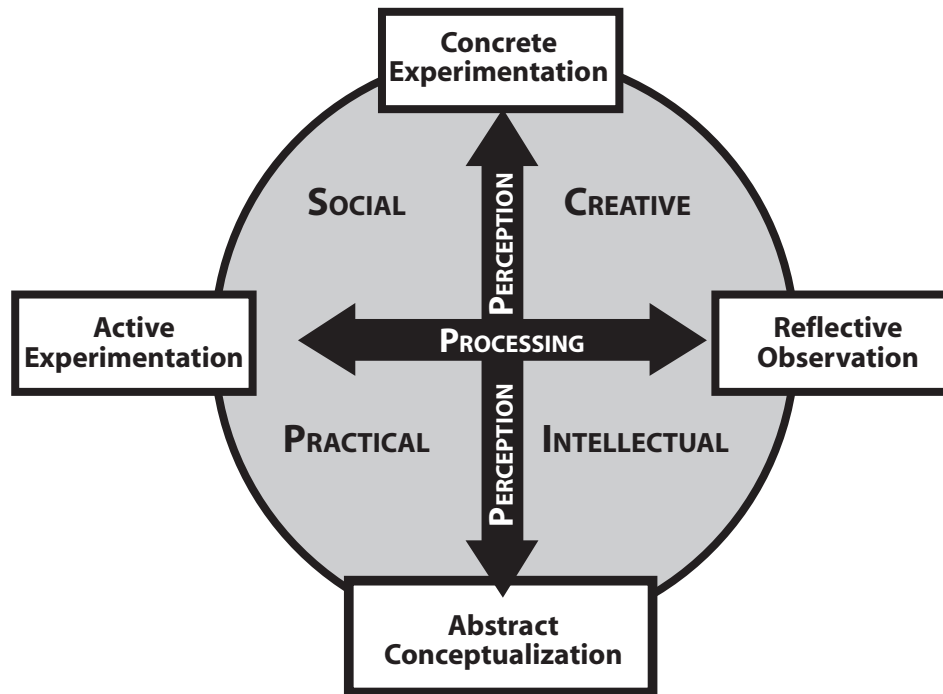 Concrete
Experimentation
SOCIAL
CREATIVE
PERCEPTION
Active
Experimentation
PROCESSING
Reflective
Observation
PRACTICAL
INTELLECTUAL
PERCEPTION
Abstract
Conceptualization